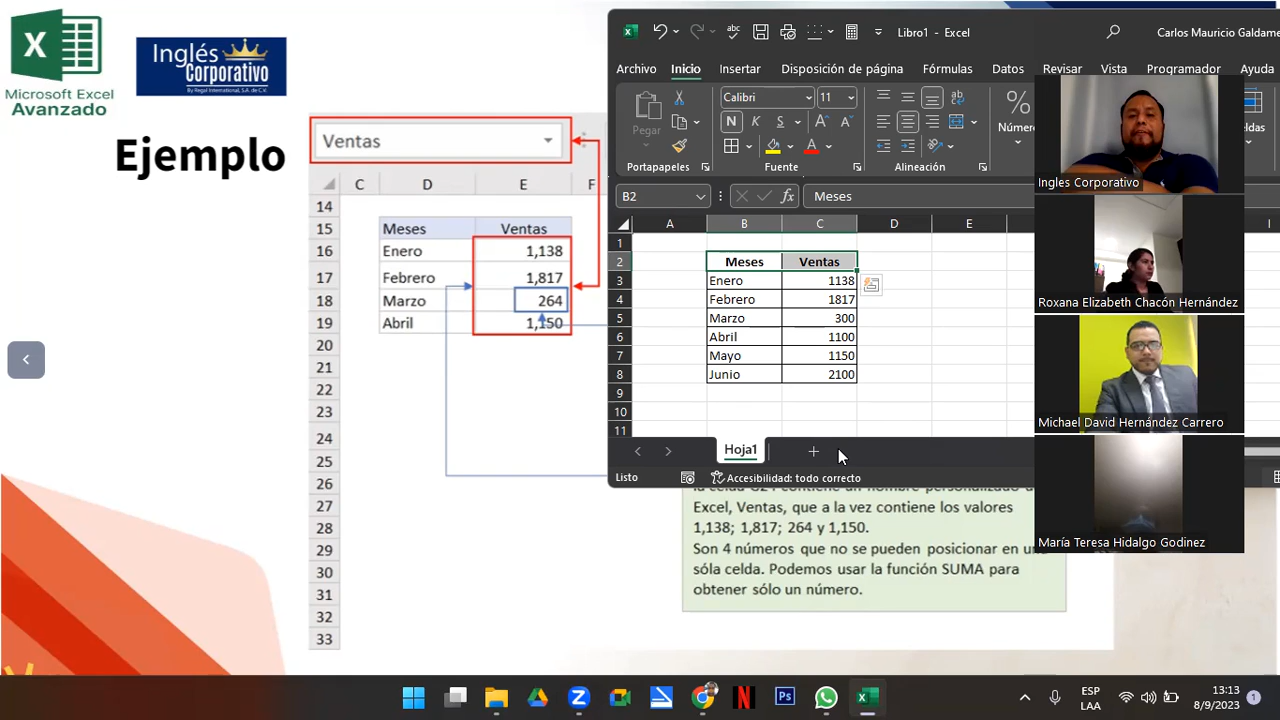 Microsoft Excel
Avanzado
Inglés
Corporativo
By Regal International, S.A. de C.V.
Ejemplo
Ventas
C D E F
14
15 Meses Ventas
16 Enero 1,138
17 Febrero 1,817
18 Marzo 264
19 Abril 1,150
20
21
22
23
24
25
26
27
28
29
30
31
32
33
Excel, Ventas, que a la vez contiene los valores
1,138; 1,817; 264 y 1,150.
Son 4 números que no se pueden posicionar en
sóla celda. Podemos usar la función SUMA para
obtener sólo un número.
Libro1 - Excel
Carlos Mauricio Galdame
Archivo Inicio Insertar Disposición de página Fórmulas Datos Revisar Vista Programador Ayuda
Pegar
Portapapeles
Calibri 11
N K S
Fuente
Alineación
Número
eldas
B2
fx Meses
A B C D E I
1
2 Meses Ventas
3 Enero 1138
4 Febrero 1817
5 Marzo 300
6 Abril 1100
7 Mayo 1150
8 Junio 2100
9
10
11
Hoja1
Listo
Accesibilidad: todo correcto
Ingles Corporativo
Roxana Elizabeth Chacón Hernández
Michael David Hernández Carrero
María Teresa Hidalgo Godinez
ESP
LAA
13:13
8/9/2023
1